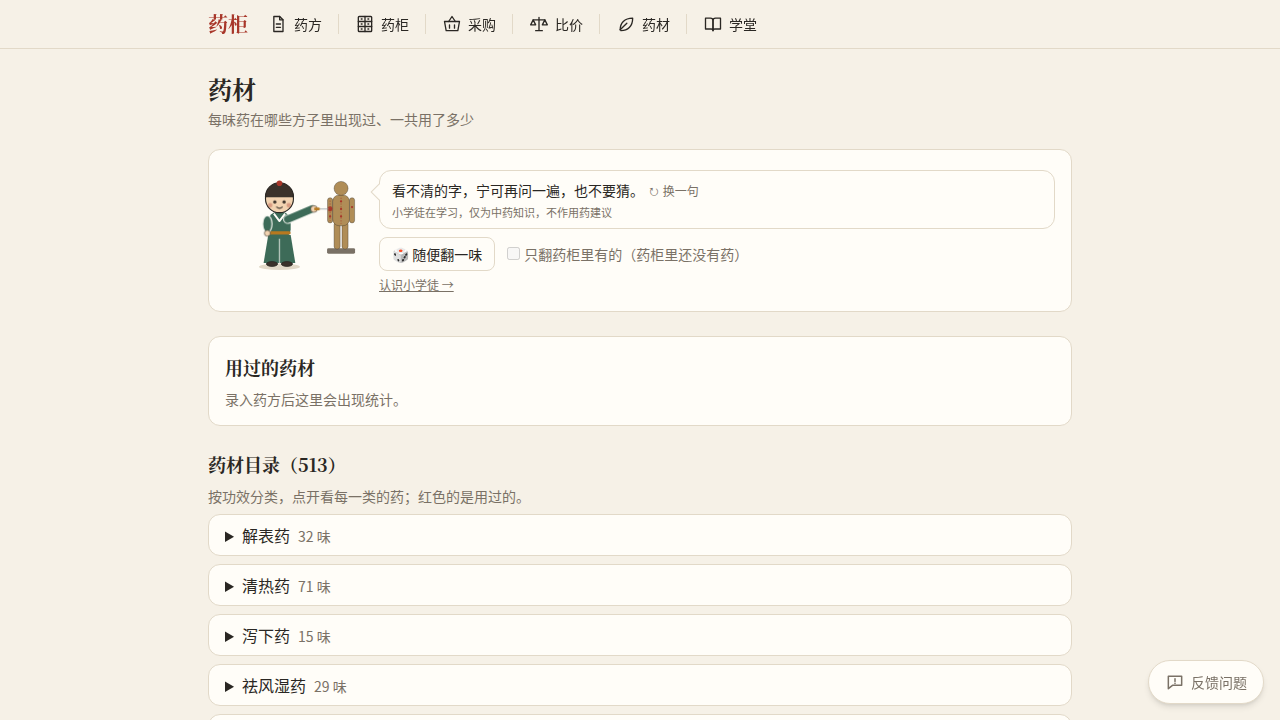 药柜 药方 药柜 采购 比价 药材 学堂
药材
每味药在哪些方子里出现过、一共用了多少
看不清的字，宁可再问一遍，也不要猜。 ↻ 换一句
小学徒在学习，仅为中药知识，不作用药建议
🎲 随便翻一味 只翻药柜里有的（药柜里还没有药）
认识小学徒 →
用过的药材
录入药方后这里会出现统计。
药材目录（513）
按功效分类，点开看每一类的药；红色的是用过的。
▶ 解表药 32 味
▶ 清热药 71 味
▶ 泻下药 15 味
▶ 祛风湿药 29 味
反馈问题